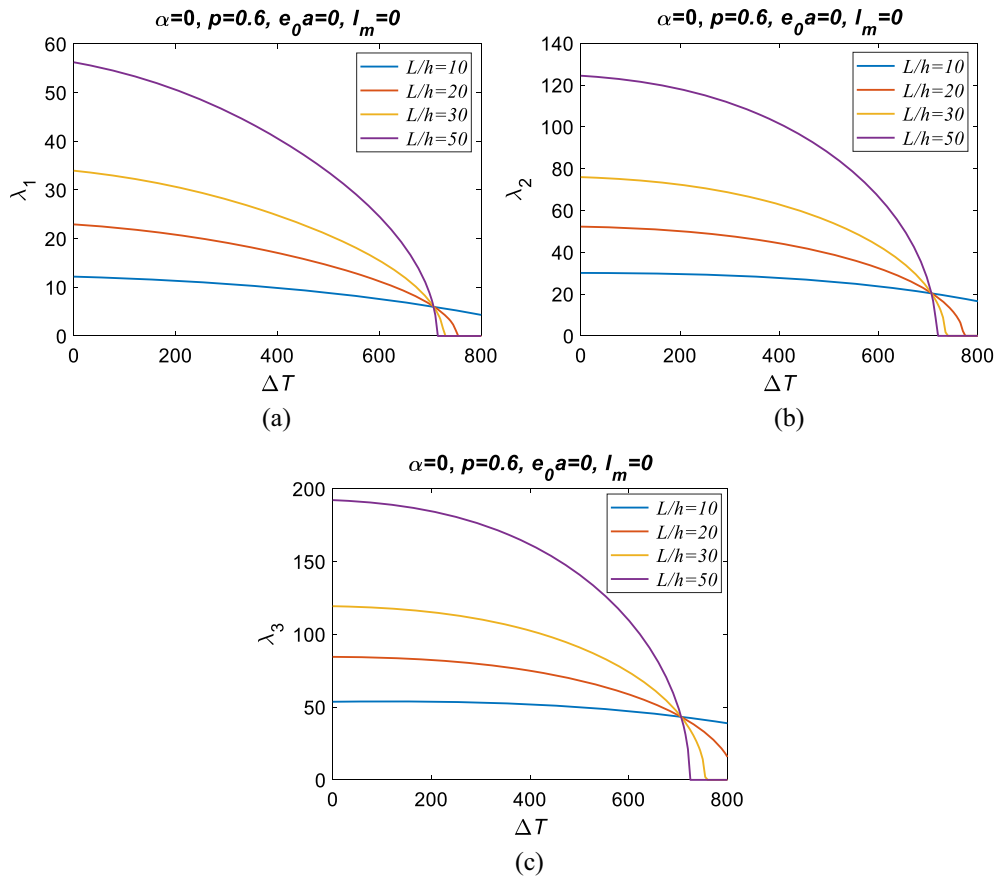 α=0, p=0.6, e₀a=0, lₘ=0
60
50
40
30
20
10
0
λ₁
L/h=10
L/h=20
L/h=30
L/h=50
0 200 400 600 800
ΔT
(a)
α=0, p=0.6, e₀a=0, lₘ=0
140
120
100
80
60
40
20
0
λ₂
L/h=10
L/h=20
L/h=30
L/h=50
0 200 400 600 800
ΔT
(b)
α=0, p=0.6, e₀a=0, lₘ=0
200
150
100
50
0
λ₃
L/h=10
L/h=20
L/h=30
L/h=50
0 200 400 600 800
ΔT
(c)